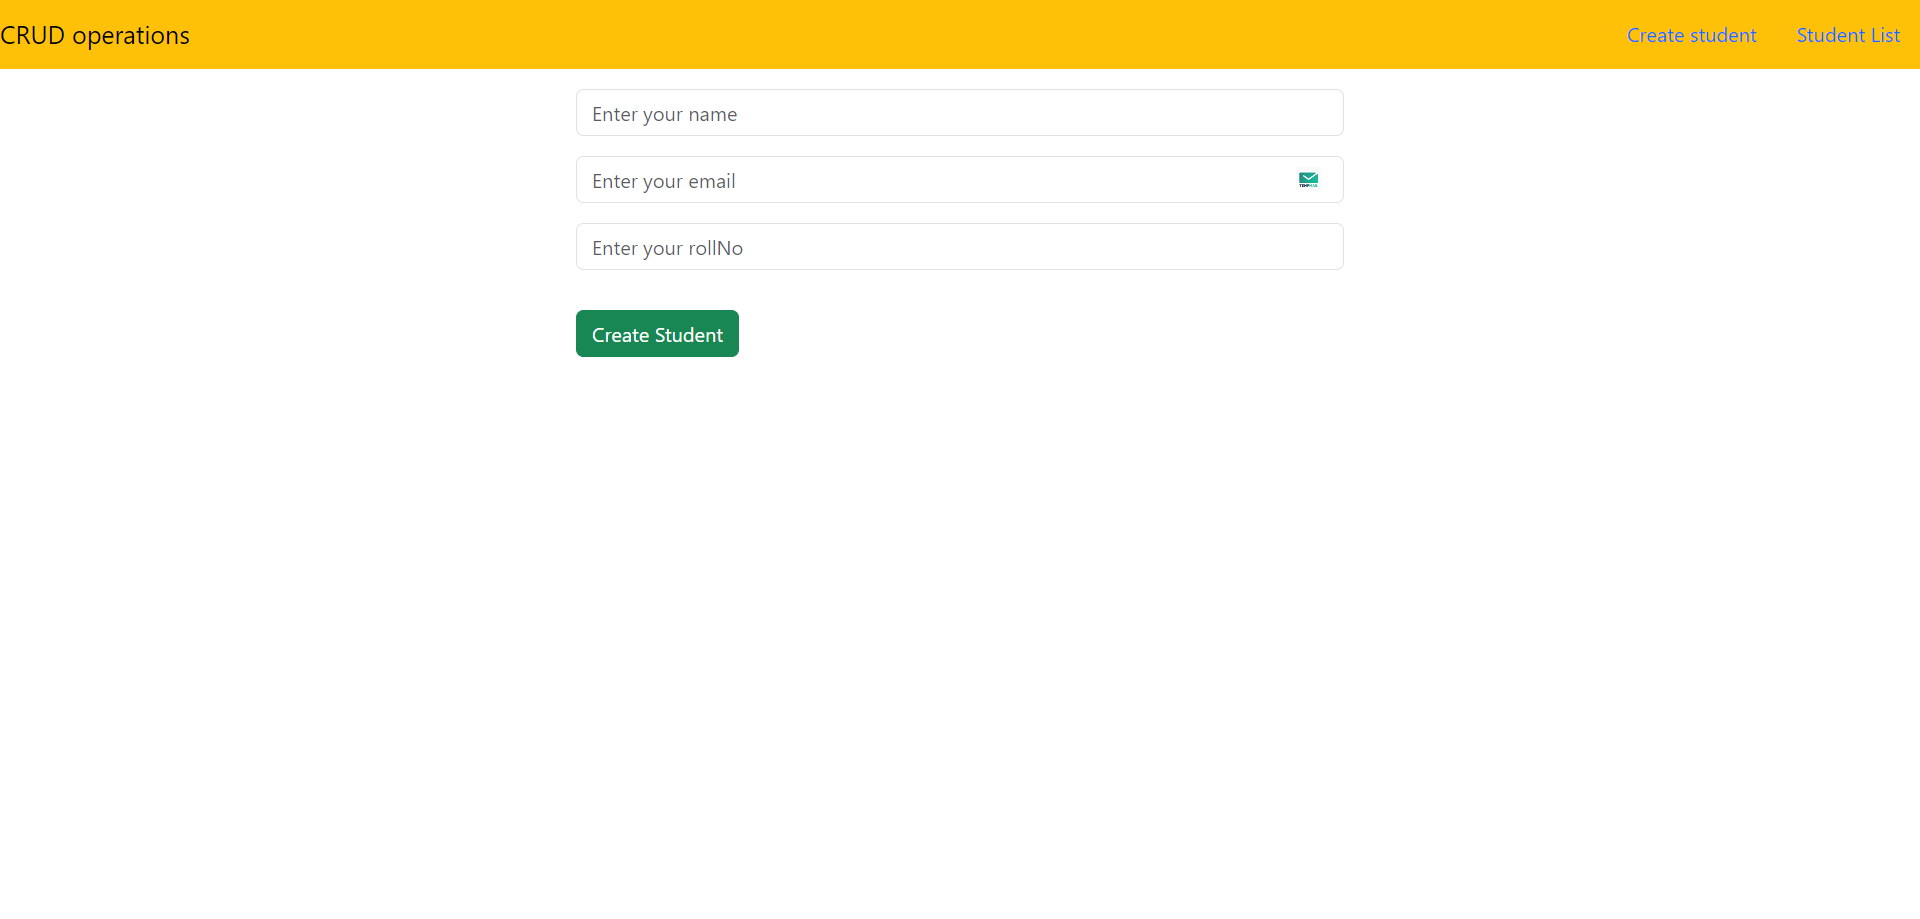 CRUD operations
Create student
Student List
Enter your name
Enter your email
Enter your rollNo
Create Student